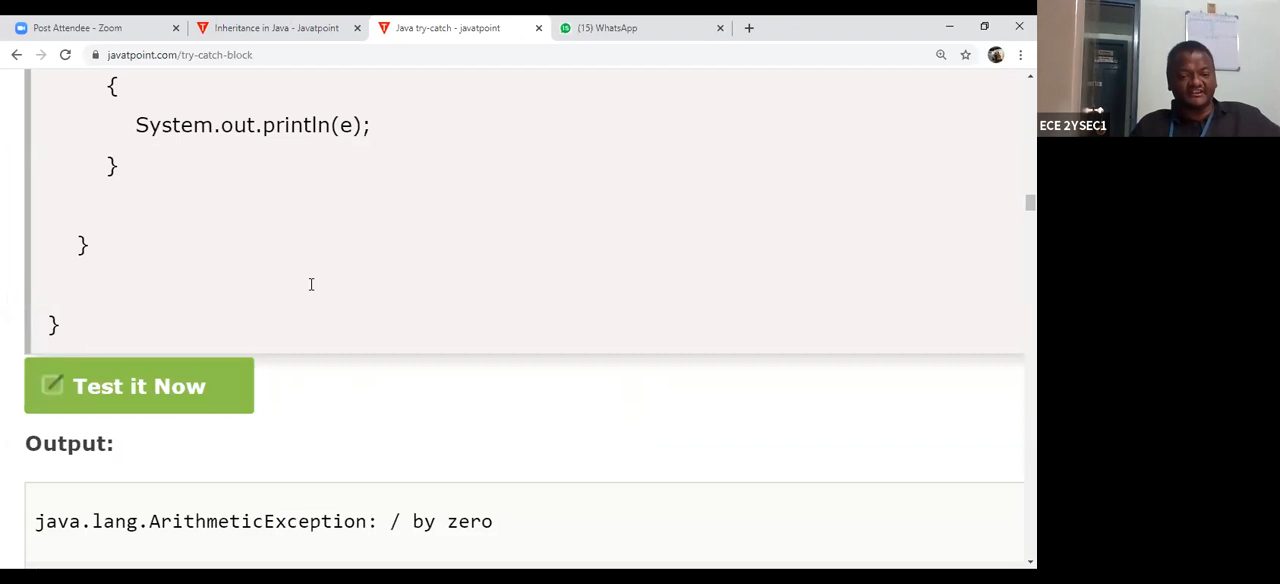 Post Attendee - Zoom
Inheritance in Java - Javatpoint
Java try-catch - javatpoint
(15) WhatsApp
javatpoint.com/try-catch-block
{
System.out.println(e);
}
}
}
Test it Now
Output:
java.lang.ArithmeticException: / by zero
ECE 2YSEC1